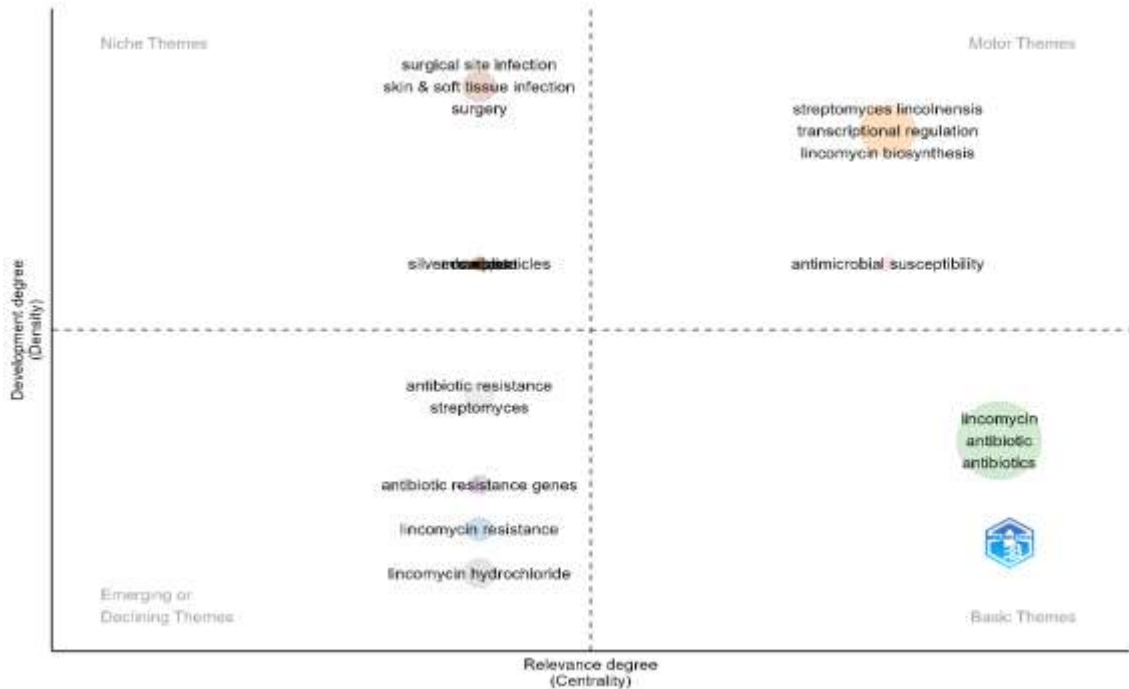 Niche Themes
Motor Themes
surgical site infection
skin & soft tissue infection
surgery
streptomyces lincolnensis
transcriptional regulation
lincomycin biosynthesis
antimicrobial susceptibility
Development degree
(Density)
antibiotic resistance
streptomyces
lincomycin
antibiotic
antibiotics
antibiotic resistance genes
lincomycin resistance
lincomycin hydrochloride
Emerging or
Declining Themes
Basic Themes
Relevance degree
(Centrality)